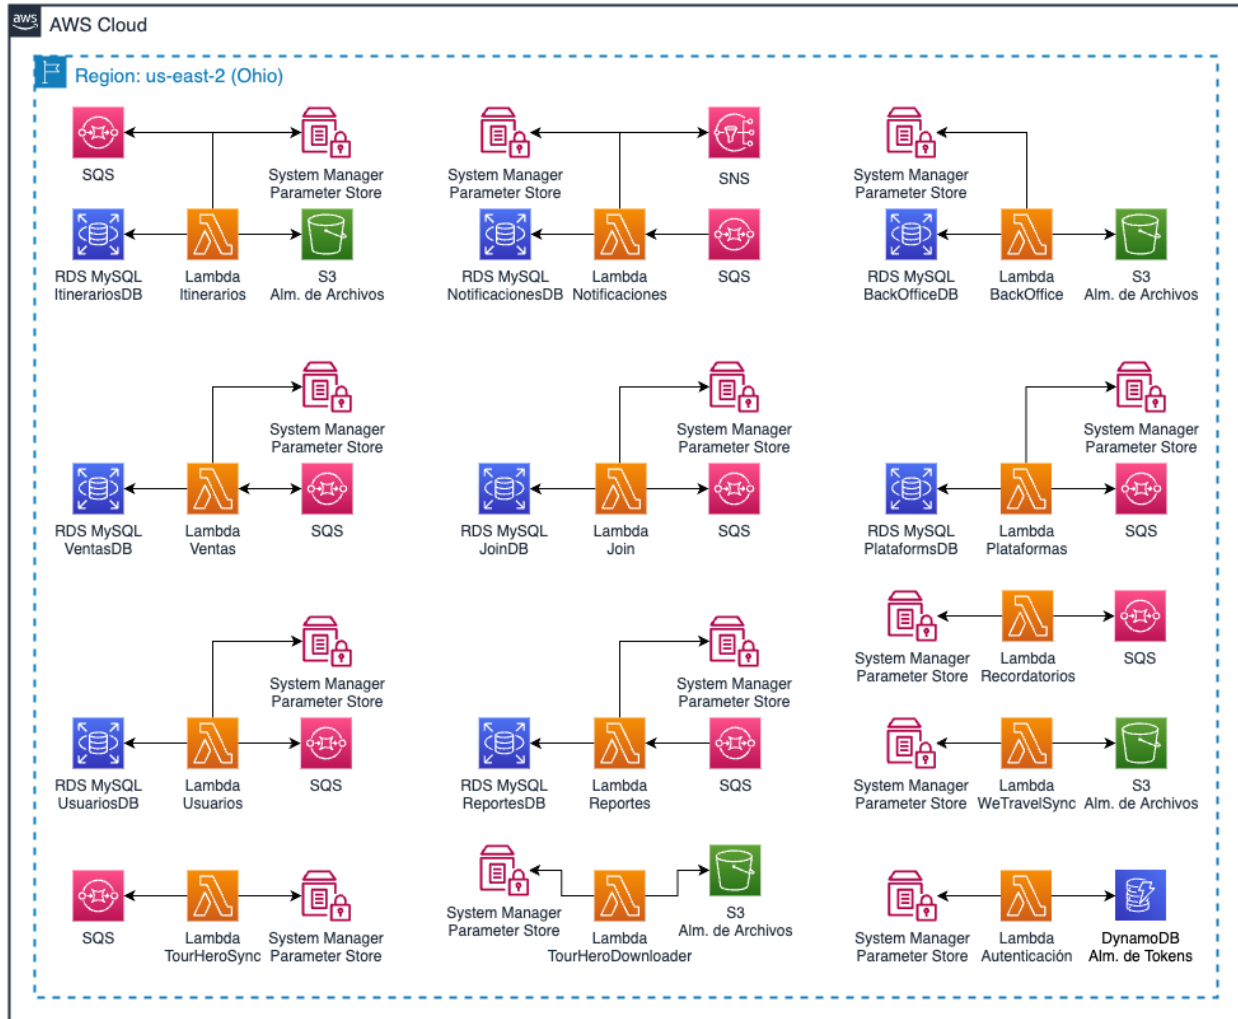 aws
AWS Cloud
Region: us-east-2 (Ohio)
SQS
System Manager
Parameter Store
RDS MySQL
ItinerariosDB
Lambda
Itinerarios
S3
Alm. de Archivos
System Manager
Parameter Store
SNS
RDS MySQL
NotificacionesDB
Lambda
Notificaciones
SQS
System Manager
Parameter Store
RDS MySQL
BackOfficeDB
Lambda
BackOffice
S3
Alm. de Archivos
System Manager
Parameter Store
RDS MySQL
VentasDB
Lambda
Ventas
SQS
System Manager
Parameter Store
RDS MySQL
JoinDB
Lambda
Join
SQS
System Manager
Parameter Store
RDS MySQL
PlataformsDB
Lambda
Plataformas
SQS
System Manager
Parameter Store
Lambda
Recordatorios
SQS
System Manager
Parameter Store
RDS MySQL
UsuariosDB
Lambda
Usuarios
SQS
System Manager
Parameter Store
RDS MySQL
ReportesDB
Lambda
Reportes
SQS
System Manager
Parameter Store
Lambda
WeTravelSync
S3
Alm. de Archivos
SQS
Lambda
TourHeroSync
System Manager
Parameter Store
System Manager
Parameter Store
Lambda
TourHeroDownloader
S3
Alm. de Archivos
System Manager
Parameter Store
Lambda
Autenticación
DynamoDB
Alm. de Tokens